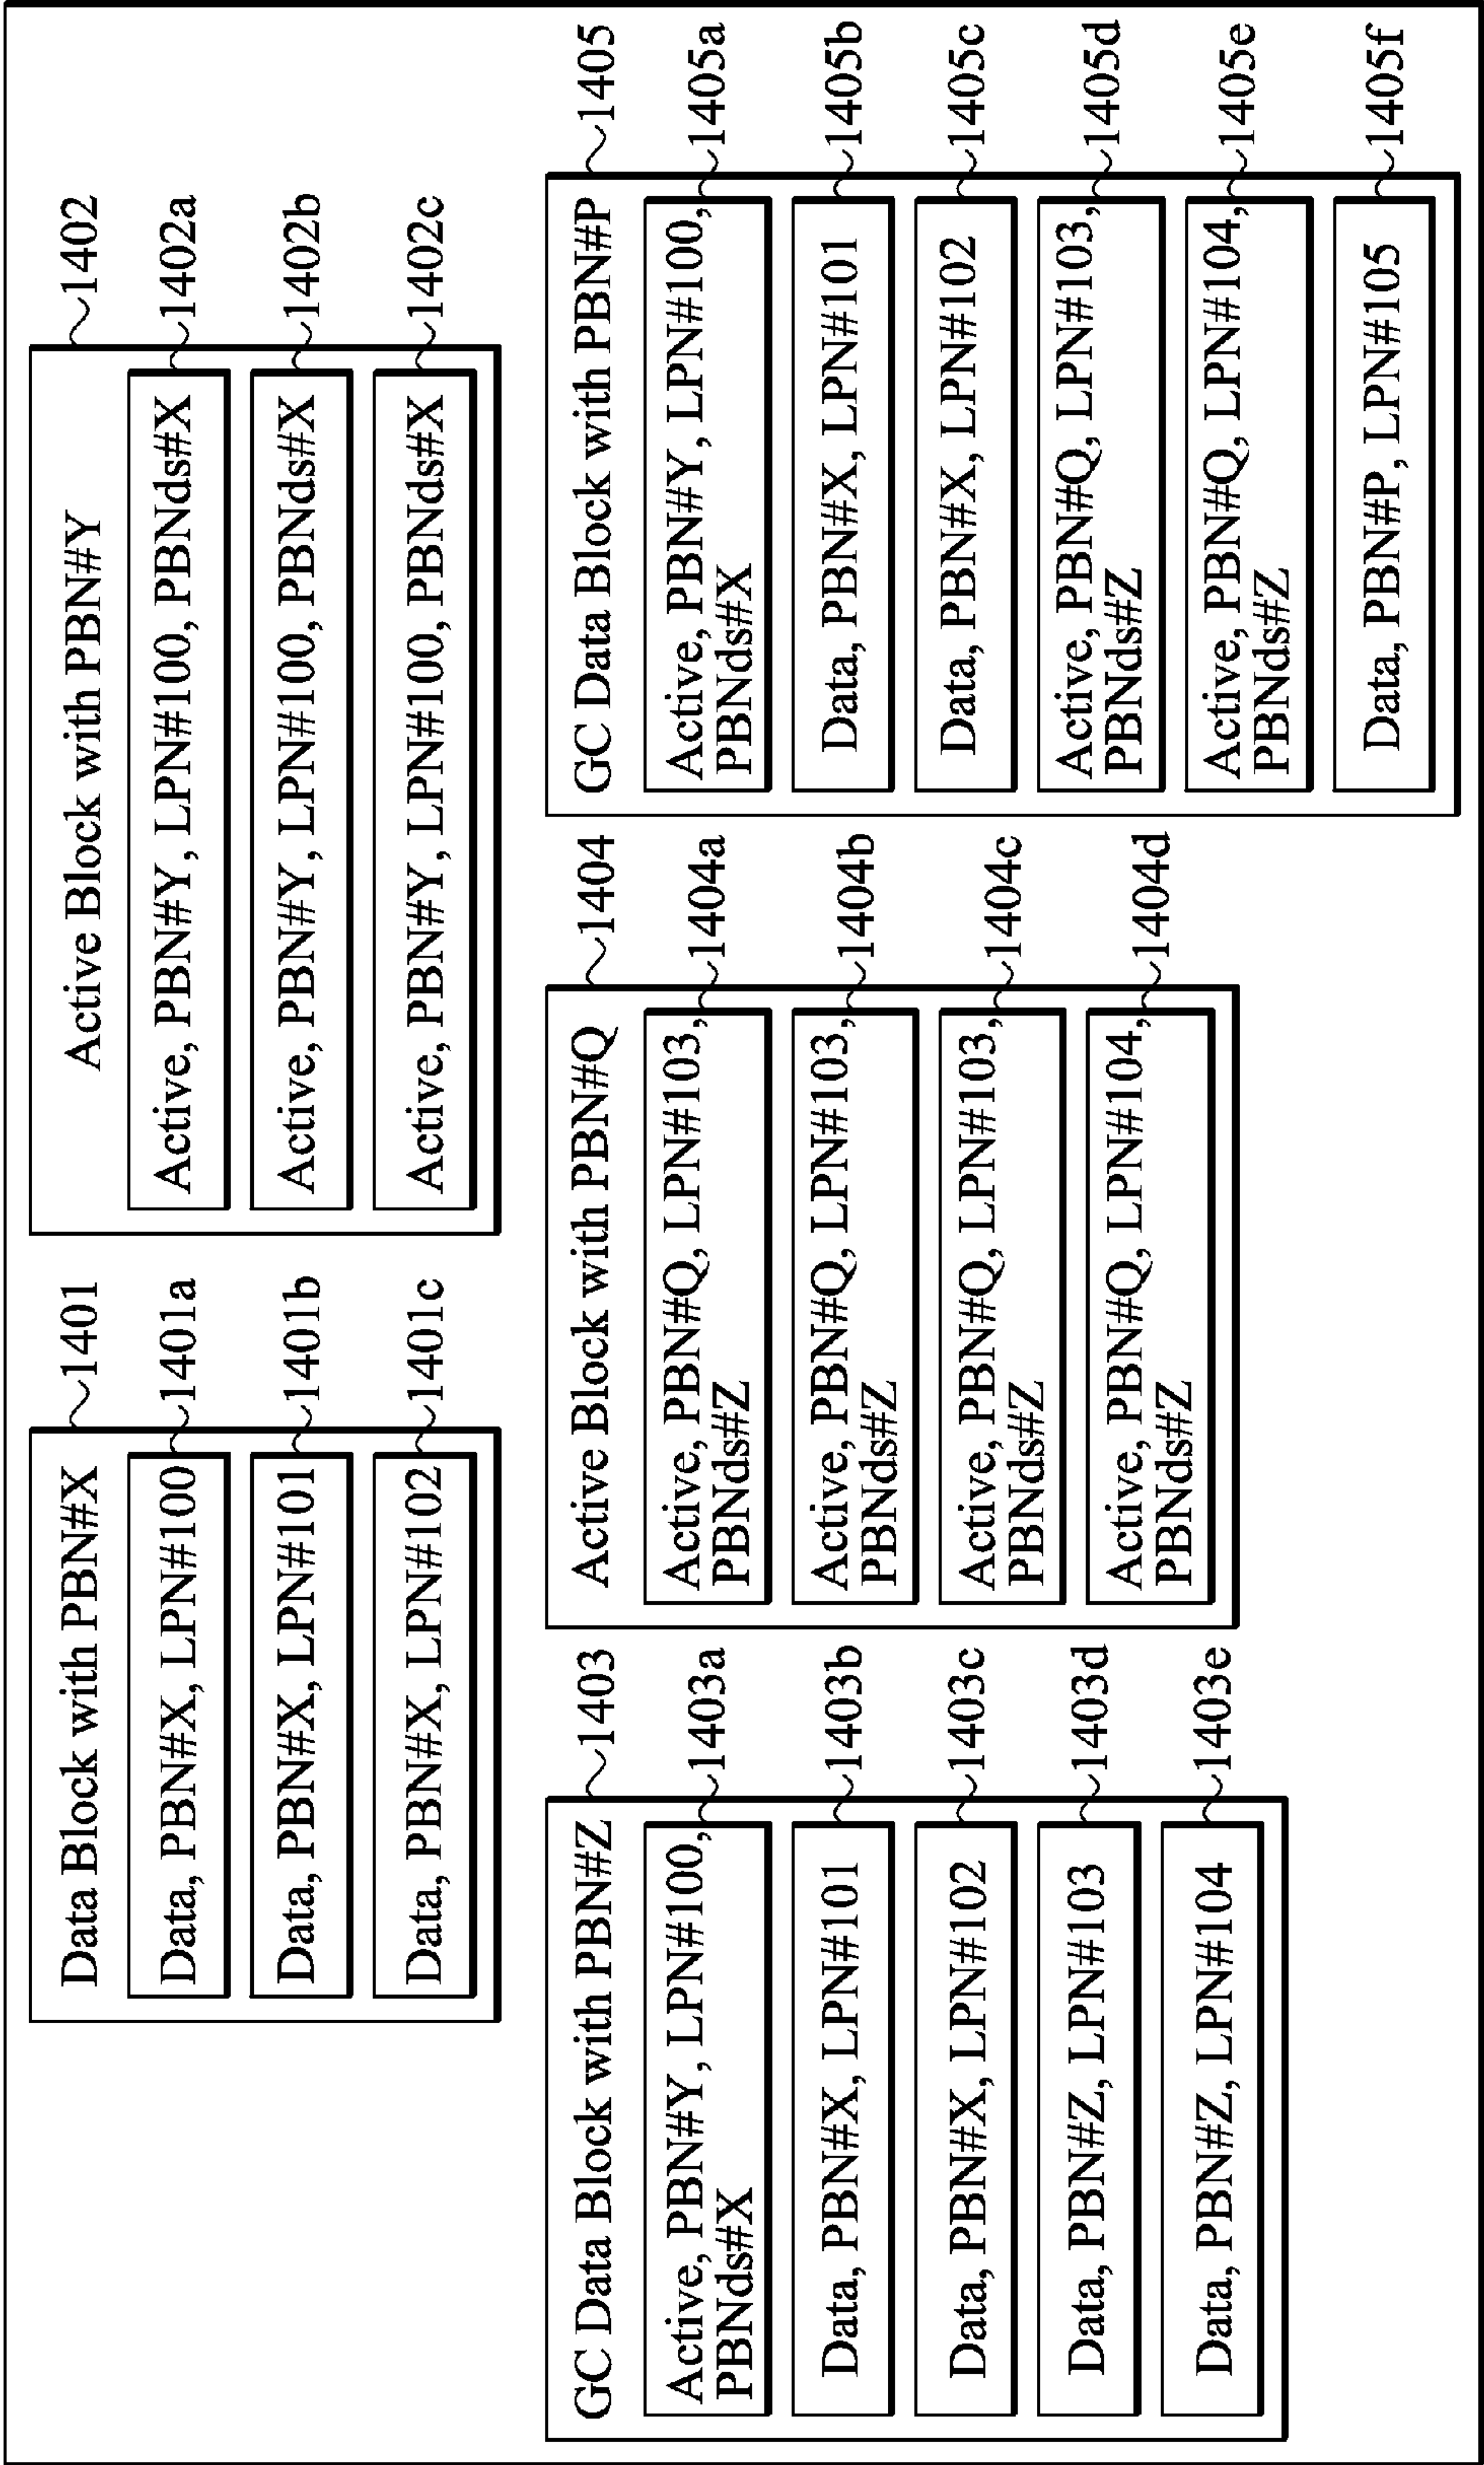 Data Block with PBN#X
1401
Data, PBN#X, LPN#100
1401a
Data, PBN#X, LPN#101
1401b
Data, PBN#X, LPN#102
1401c
Active Block with PBN#Y
1402
Active, PBN#Y, LPN#100, PBNds#X
1402a
Active, PBN#Y, LPN#100, PBNds#X
1402b
Active, PBN#Y, LPN#100, PBNds#X
1402c
GC Data Block with PBN#Z
1403
Active, PBN#Y, LPN#100,
PBNds#X
1403a
Data, PBN#X, LPN#101
1403b
Data, PBN#X, LPN#102
1403c
Data, PBN#Z, LPN#103
1403d
Data, PBN#Z, LPN#104
1403e
Active Block with PBN#Q
1404
Active, PBN#Q, LPN#103,
PBNds#Z
1404a
Active, PBN#Q, LPN#103,
PBNds#Z
1404b
Active, PBN#Q, LPN#103,
PBNds#Z
1404c
Active, PBN#Q, LPN#104,
PBNds#Z
1404d
GC Data Block with PBN#P
1405
Active, PBN#Y, LPN#100,
PBNds#X
1405a
Data, PBN#X, LPN#101
1405b
Data, PBN#X, LPN#102
1405c
Active, PBN#Q, LPN#103,
PBNds#Z
1405d
Active, PBN#Q, LPN#104,
PBNds#Z
1405e
Data, PBN#P, LPN#105
1405f